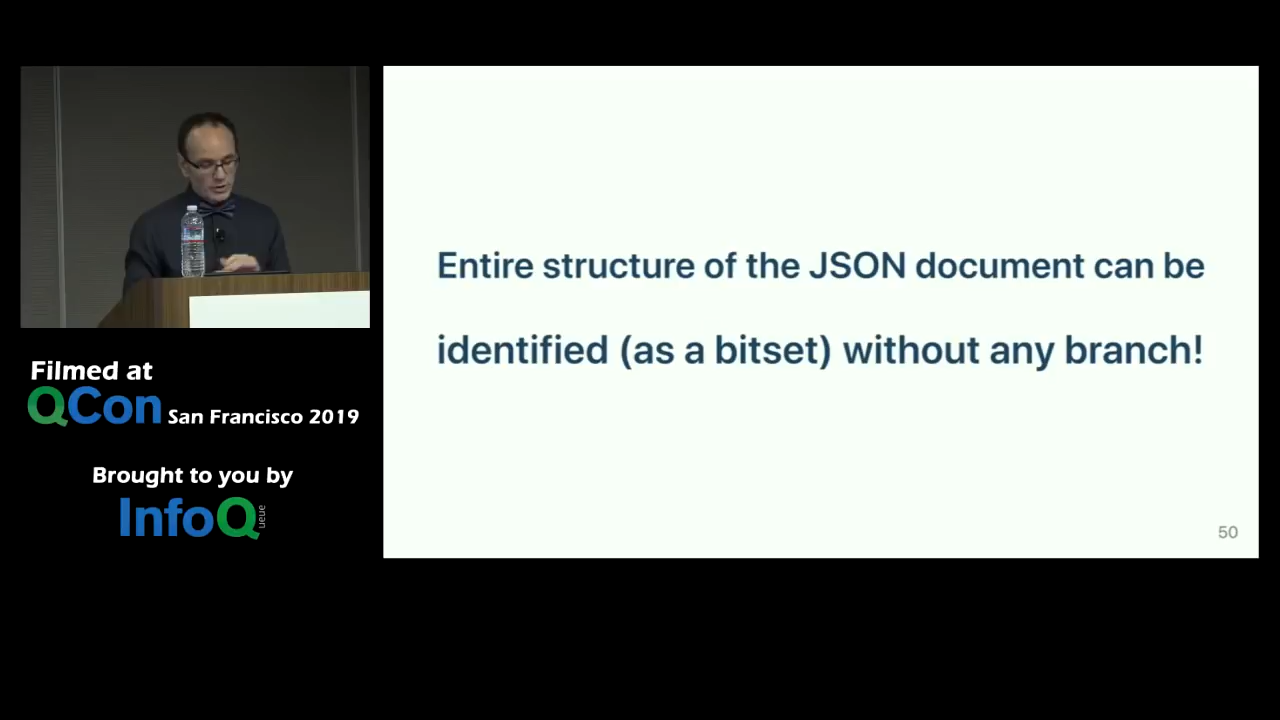 Entire structure of the JSON document can be
identified (as a bitset) without any branch!
50
Filmed at
QCon San Francisco 2019
Brought to you by
InfoQ
ueue